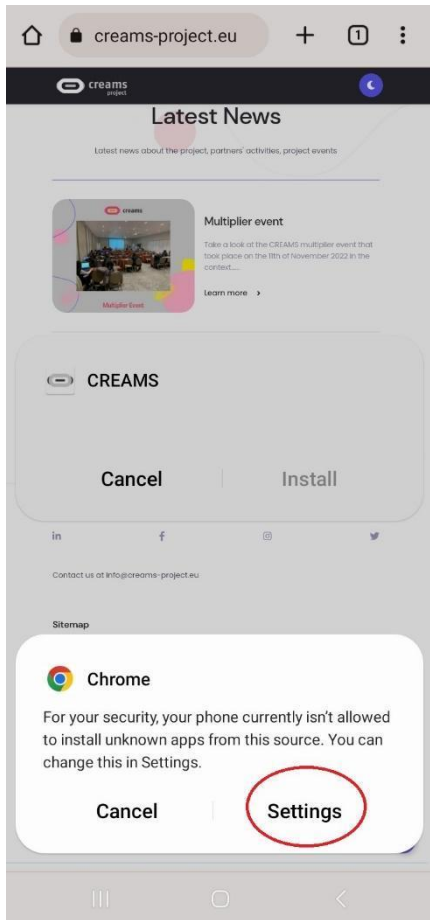 creams-project.eu
1
creams
project
Latest News
Latest news about the project, partners' activities, project events
creams
Multiplier Event
Multiplier event
Take a look at the CREAMS multiplier event that
took place on the 11th of November 2022 in the
context.....
Learn more
CREAMS
Cancel
Install
in
f
Contact us at info@creams-project.eu
Sitemap
Chrome
For your security, your phone currently isn't allowed
to install unknown apps from this source. You can
change this in Settings.
Cancel
Settings